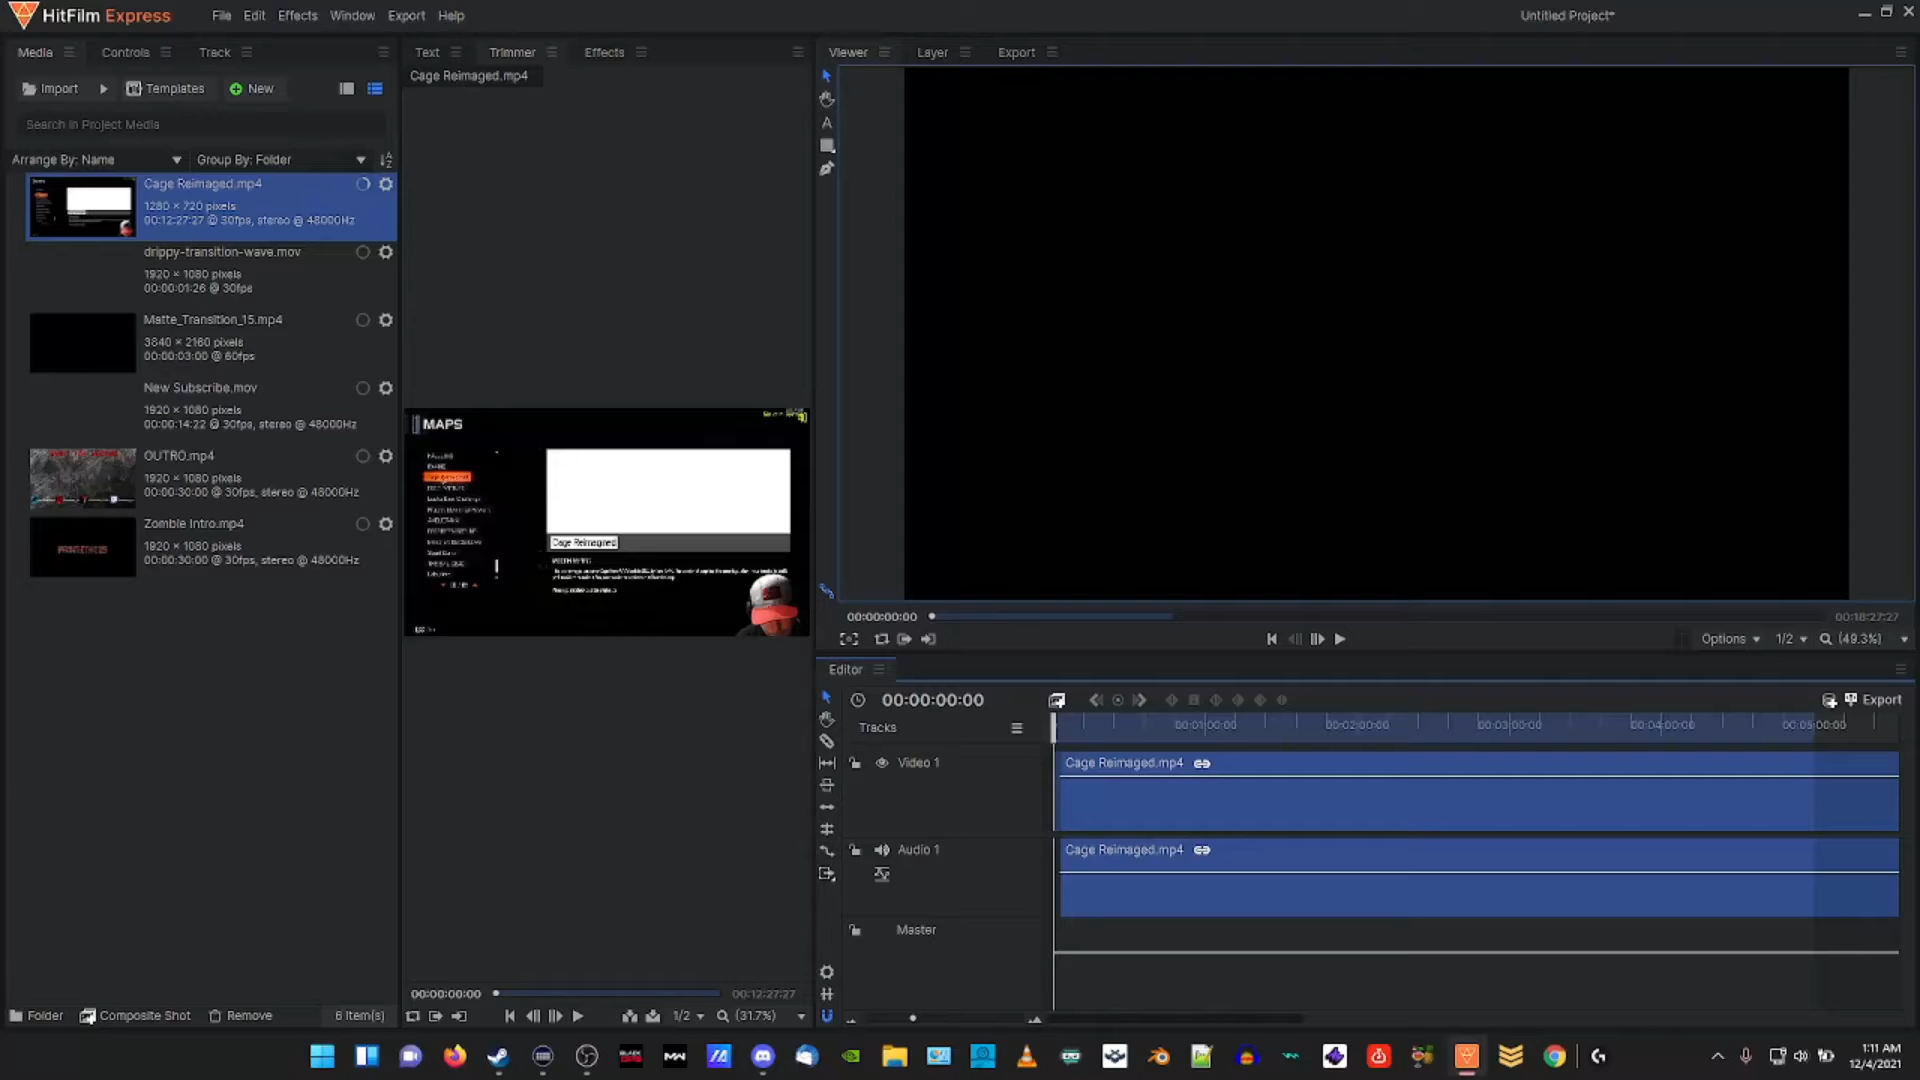 HitFilm Express
File Edit Effects Window Export Help
Untitled Project*
Media Controls Track
Text Trimmer Effects
Viewer Layer Export
Import Templates New
Cage Reimaged.mp4
Search in Project Media
Arrange By: Name Group By: Folder
Cage Reimaged.mp4
1280 × 720 pixels
00:12:27:27 @ 30fps, stereo @ 48000Hz
drippy-transition-wave.mov
1920 × 1080 pixels
00:00:01:26 @ 30fps
Matte_Transition_15.mp4
3840 × 2160 pixels
00:00:03:00 @ 60fps
New Subscribe.mov
1920 × 1080 pixels
00:00:14:22 @ 30fps, stereo @ 48000Hz
OUTRO.mp4
1920 × 1080 pixels
00:00:30:00 @ 30fps, stereo @ 48000Hz
Zombie Intro.mp4
1920 × 1080 pixels
00:00:30:00 @ 30fps, stereo @ 48000Hz
MAPS
Cage Reimagined
00:00:00:00 00:18:27:27
Options 1/2 (49.3%)
Editor
00:00:00:00 Export
Tracks
00:01:00:00 00:02:00:00 00:03:00:00 00:04:00:00 00:05:00:00
Video 1 Cage Reimaged.mp4
Audio 1 Cage Reimaged.mp4
Master
00:00:00:00 00:12:27:27
Folder Composite Shot Remove 6 item(s)
1/2 (31.7%)
1:11 AM
12/4/2021